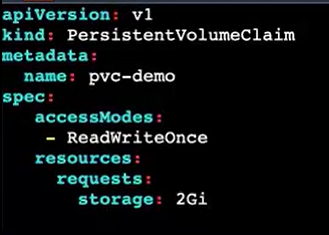 apiVersion: v1
kind: PersistentVolumeClaim
metadata:
  name: pvc-demo
spec:
   accessModes:
    - ReadWriteOnce
   resources:
     requests:
       storage: 2Gi